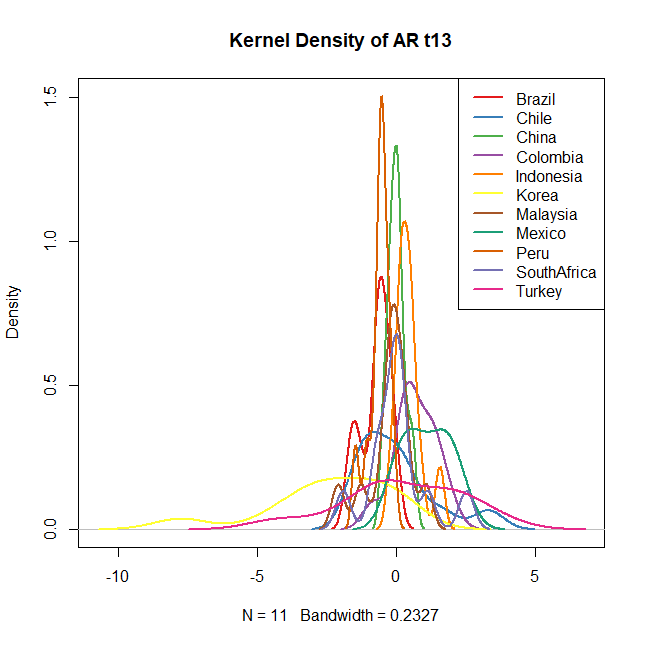 Kernel Density of AR t13
Brazil
Chile
China
Colombia
Indonesia
Korea
Malaysia
Mexico
Peru
SouthAfrica
Turkey
Density
1.5
1.0
0.5
0.0
-10 -5 0 5
N = 11 Bandwidth = 0.2327